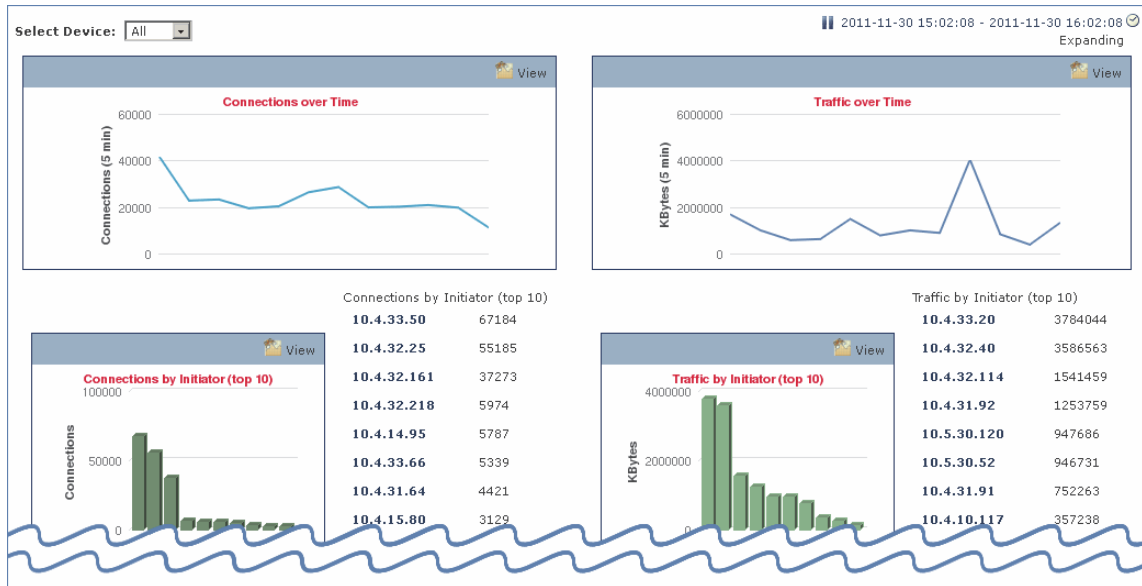 Select Device: All
2011-11-30 15:02:08 - 2011-11-30 16:02:08
Expanding
View
Connections over Time
60000
40000
20000
0
Connections (5 min)
View
Traffic over Time
6000000
4000000
2000000
0
KBytes (5 min)
Connections by Initiator (top 10)
10.4.33.50 67184
10.4.32.25 55185
10.4.32.161 37273
10.4.32.218 5974
10.4.14.95 5787
10.4.33.66 5339
10.4.31.64 4421
10.4.15.80 3129
View
Connections by Initiator (top 10)
100000
50000
0
Connections
Traffic by Initiator (top 10)
10.4.33.20 3784044
10.4.32.40 3586563
10.4.32.114 1541459
10.4.31.92 1253759
10.5.30.120 947686
10.5.30.52 946731
10.4.31.91 752263
10.4.10.117 357238
View
Traffic by Initiator (top 10)
4000000
2000000
0
KBytes